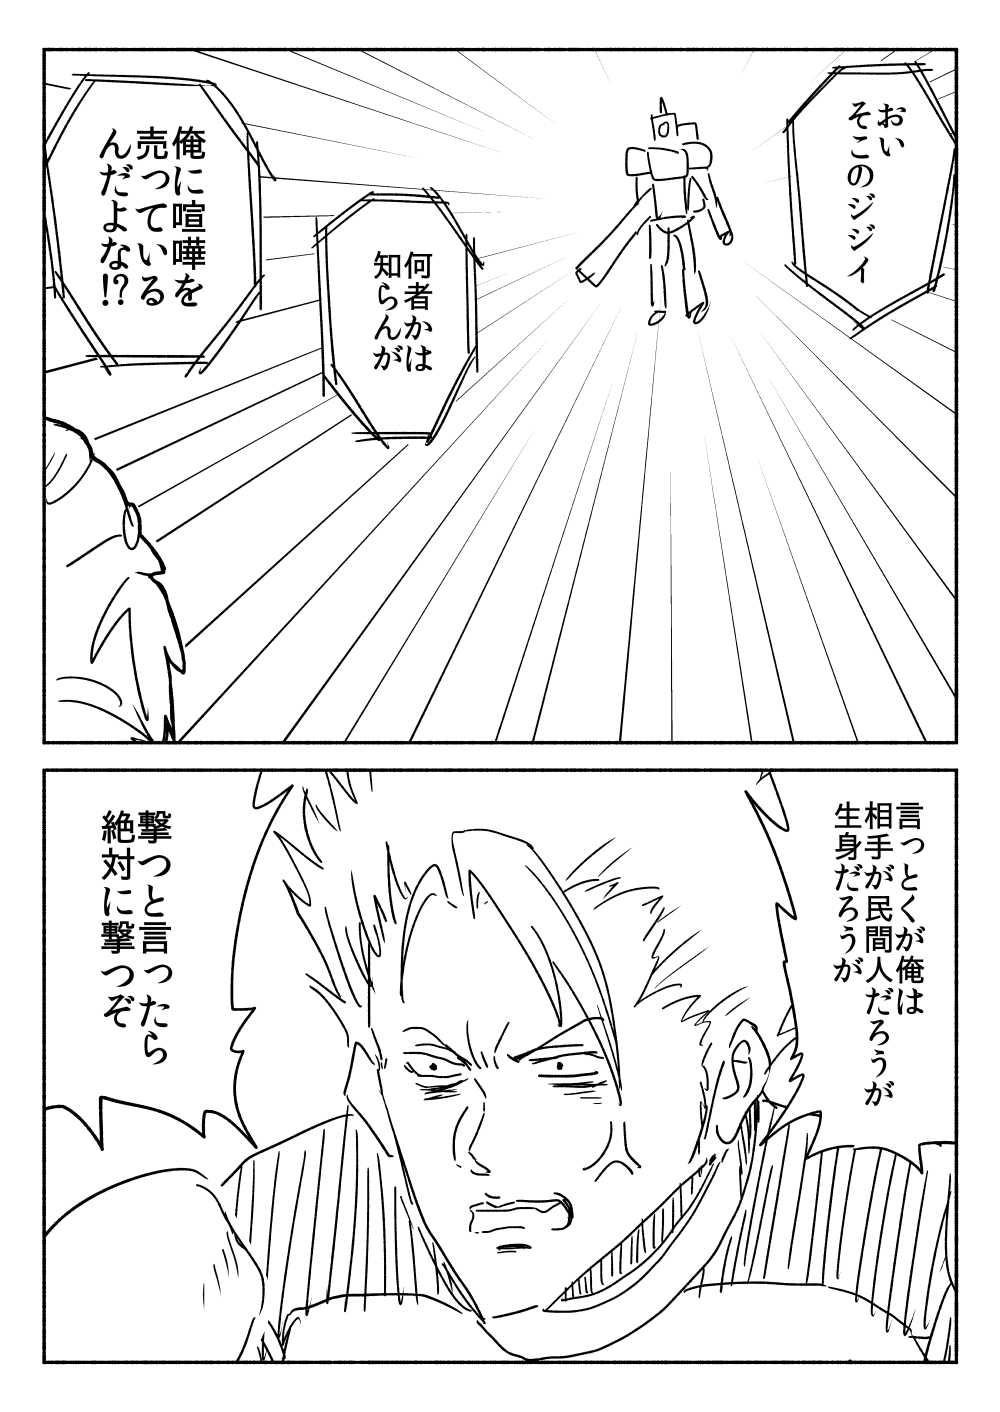 おい
そこのジジイ
何者かは
知らんが
俺に喧嘩を
売っている
んだよな!?
言っとくが俺は
相手が民間人だろうが
生身だろうが
撃つと言ったら
絶対に撃つぞ